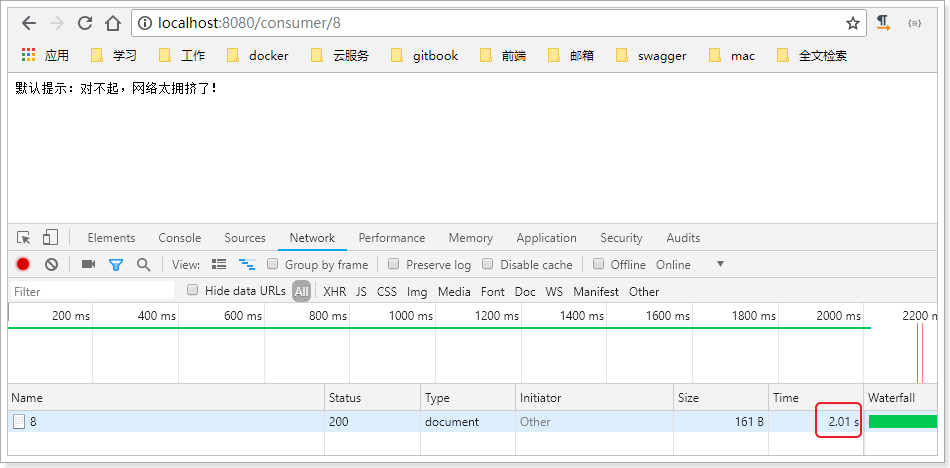 localhost:8080/consumer/8
应用 学习 工作 docker 云服务 gitbook 前端 邮箱 swagger mac 全文检索
默认提示：对不起，网络太拥挤了！
Elements Console Sources Network Performance Memory Application Security Audits
View: Group by frame Preserve log Disable cache Offline Online
Filter Hide data URLs All XHR JS CSS Img Media Font Doc WS Manifest Other
200 ms 400 ms 600 ms 800 ms 1000 ms 1200 ms 1400 ms 1600 ms 1800 ms 2000 ms 2200 m
Name Status Type Initiator Size Time Waterfall
8 200 document Other 161 B 2.01 s